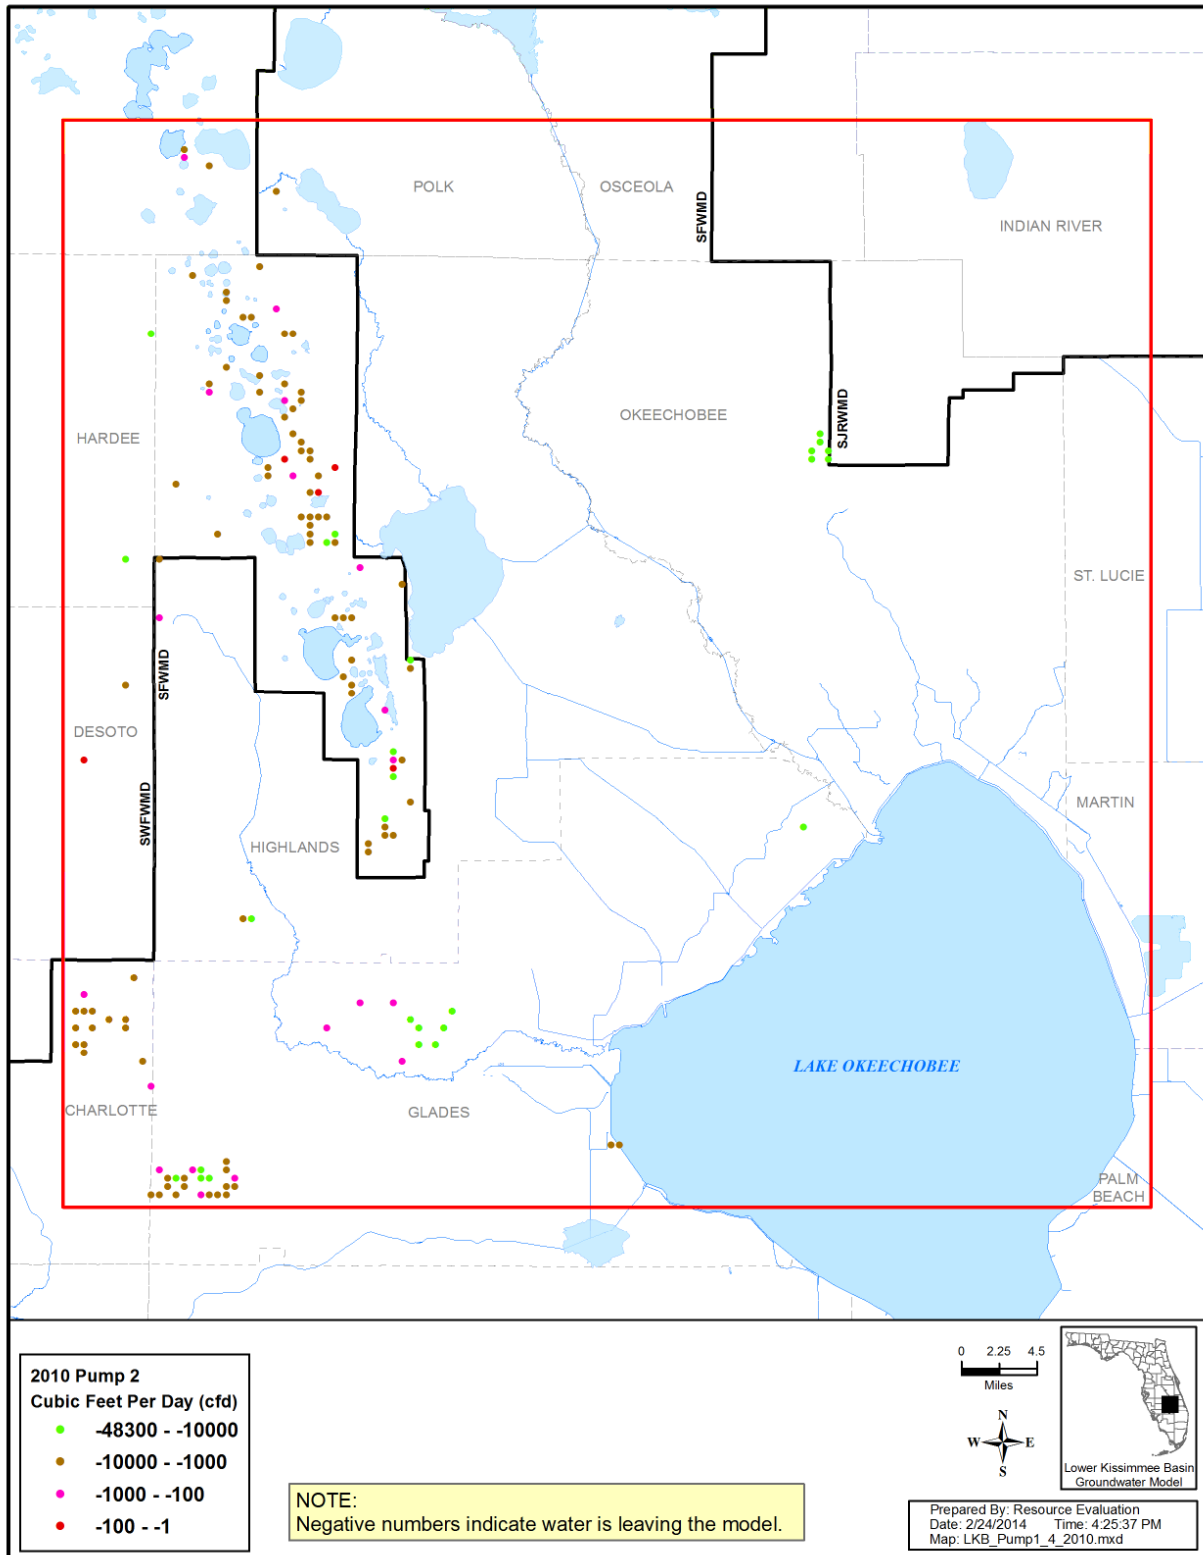 POLK
OSCEOLA
SFWMD
INDIAN RIVER
OKEECHOBEE
SJRWMD
HARDEE
ST. LUCIE
SFWMD
DESOTO
SWFWMD
MARTIN
HIGHLANDS
LAKE OKEECHOBEE
CHARLOTTE
GLADES
PALM
BEACH
2010 Pump 2
Cubic Feet Per Day (cfd)
-48300 - -10000
-10000 - -1000
-1000 - -100
-100 - -1
NOTE:
Negative numbers indicate water is leaving the model.
0 2.25 4.5
Miles
N
W E
S
Lower Kissimmee Basin
Groundwater Model
Prepared By: Resource Evaluation
Date: 2/24/2014 Time: 4:25:37 PM
Map: LKB_Pump1_4_2010.mxd